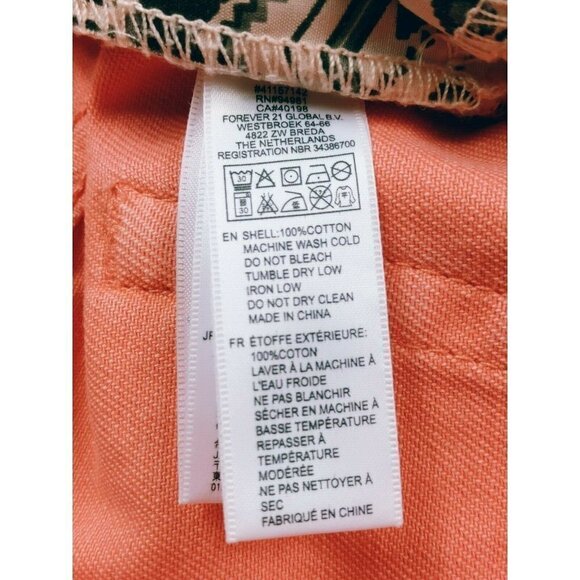 #41157142
RN#94981
CA#40198
FOREVER 21 GLOBAL B.V.
WESTBROEK 64-66
4822 ZW BREDA
THE NETHERLANDS
REGISTRATION NBR 34386700
30
30
EN SHELL:100%COTTON
MACHINE WASH COLD
DO NOT BLEACH
TUMBLE DRY LOW
IRON LOW
DO NOT DRY CLEAN
MADE IN CHINA
FR ÉTOFFE EXTÉRIEURE:
100%COTON
LAVER À LA MACHINE À
L'EAU FROIDE
NE PAS BLANCHIR
SÉCHER EN MACHINE À
BASSE TEMPÉRATURE
REPASSER À
TEMPÉRATURE
MODÉRÉE
NE PAS NETTOYER À
SEC
FABRIQUÉ EN CHINE